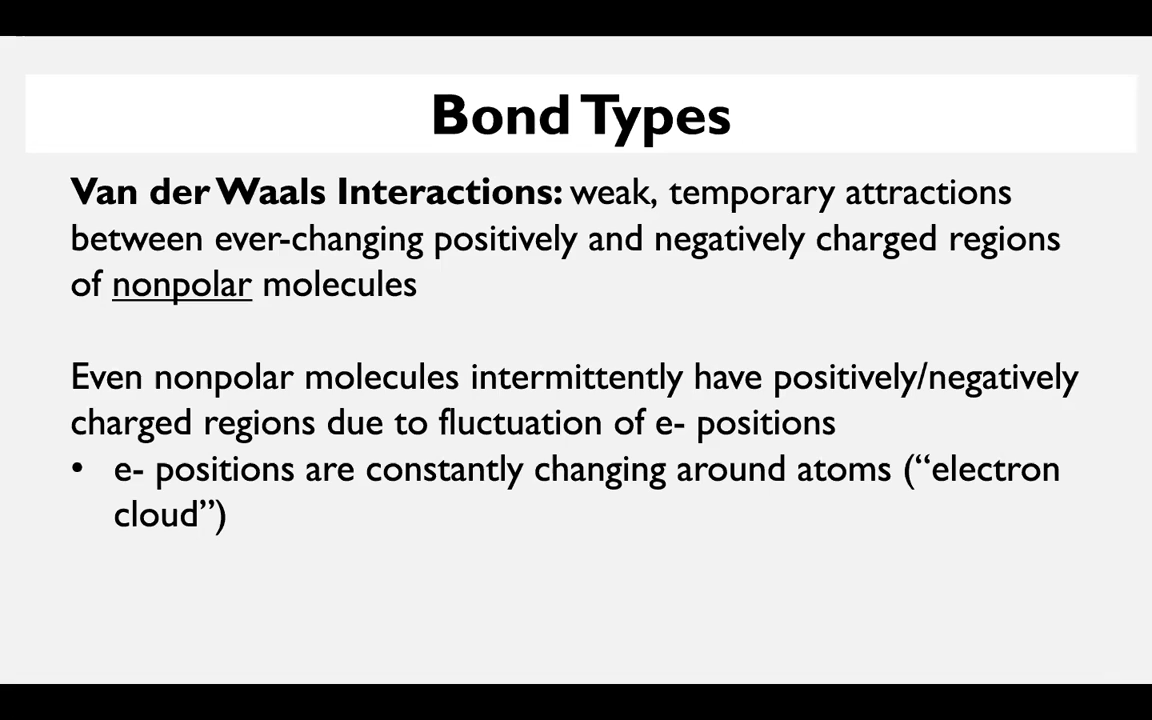 Bond Types
Van der Waals Interactions: weak, temporary attractions
between ever-changing positively and negatively charged regions
of nonpolar molecules
Even nonpolar molecules intermittently have positively/negatively
charged regions due to fluctuation of e- positions
• e- positions are constantly changing around atoms (“electron
cloud”)